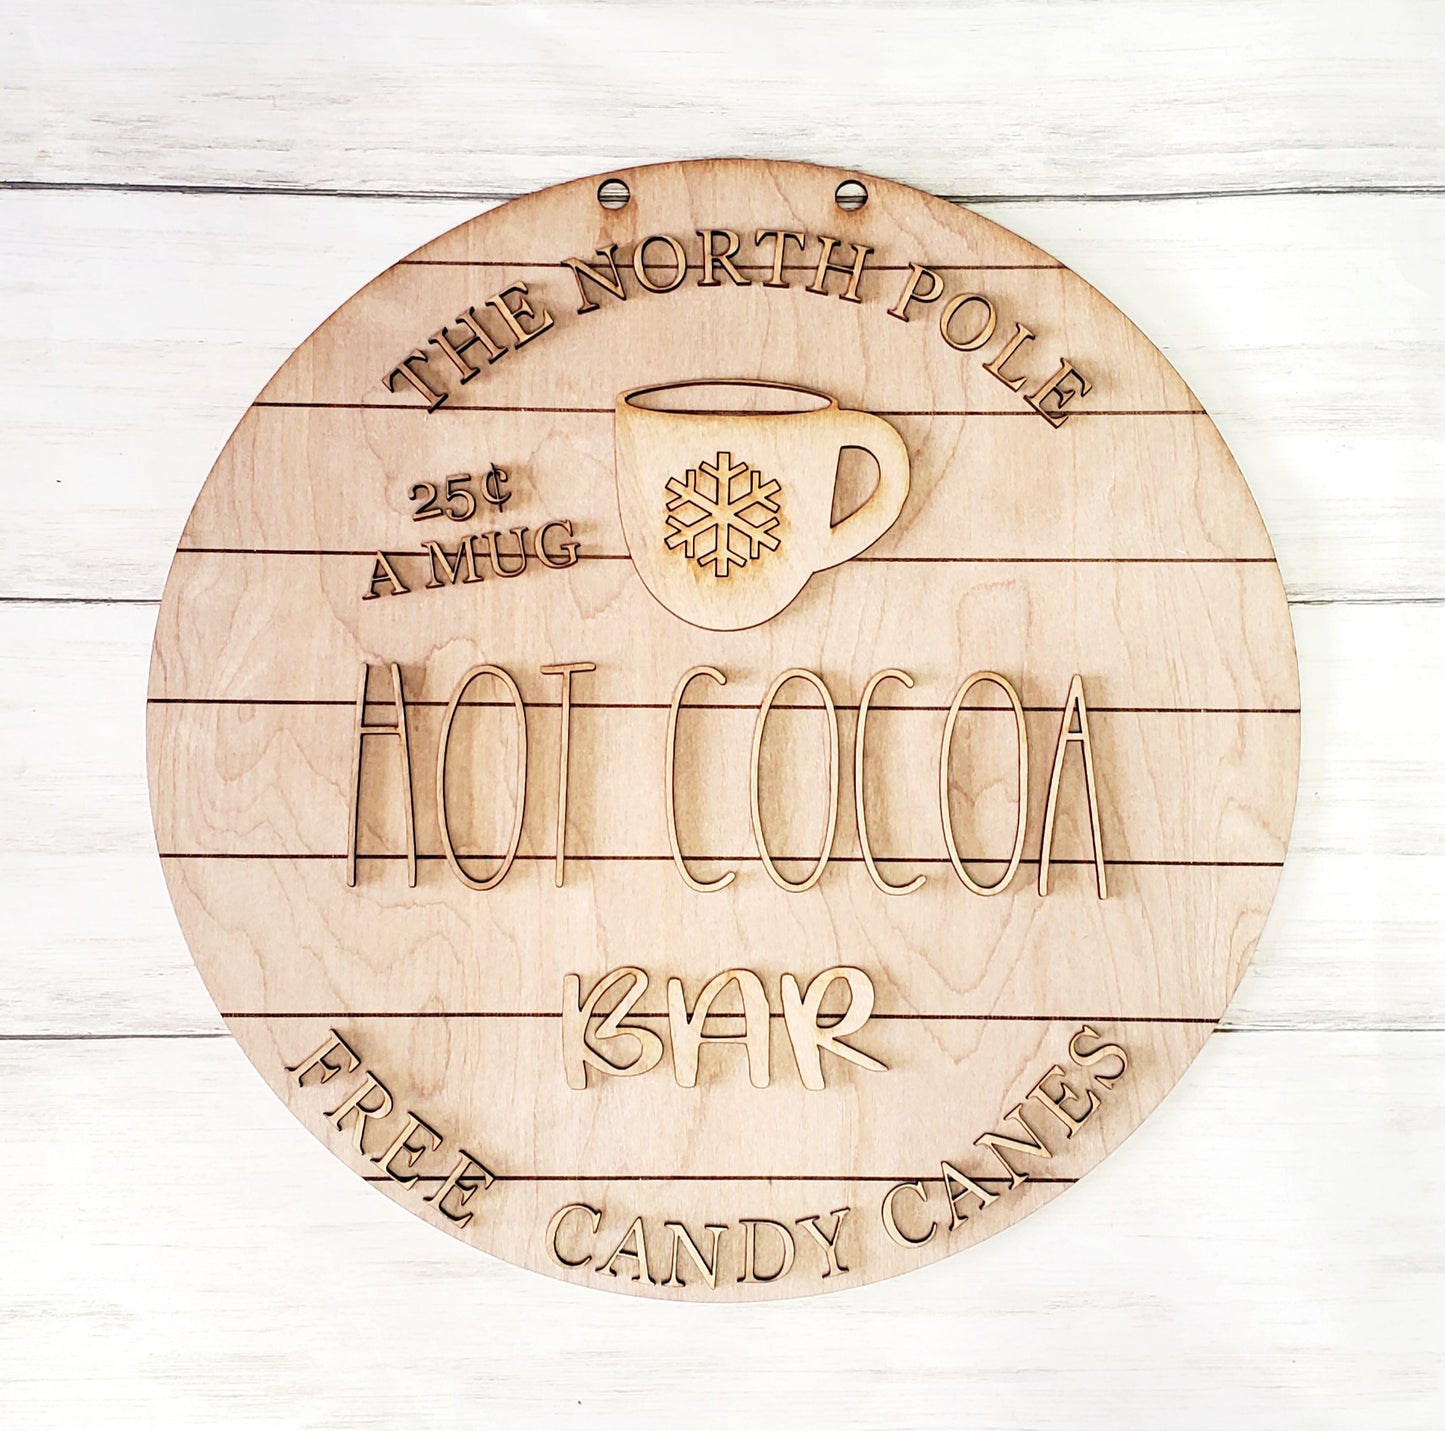 THE NORTH POLE
25¢
A MUG
HOT COCOA
BAR
FREE CANDY CANES